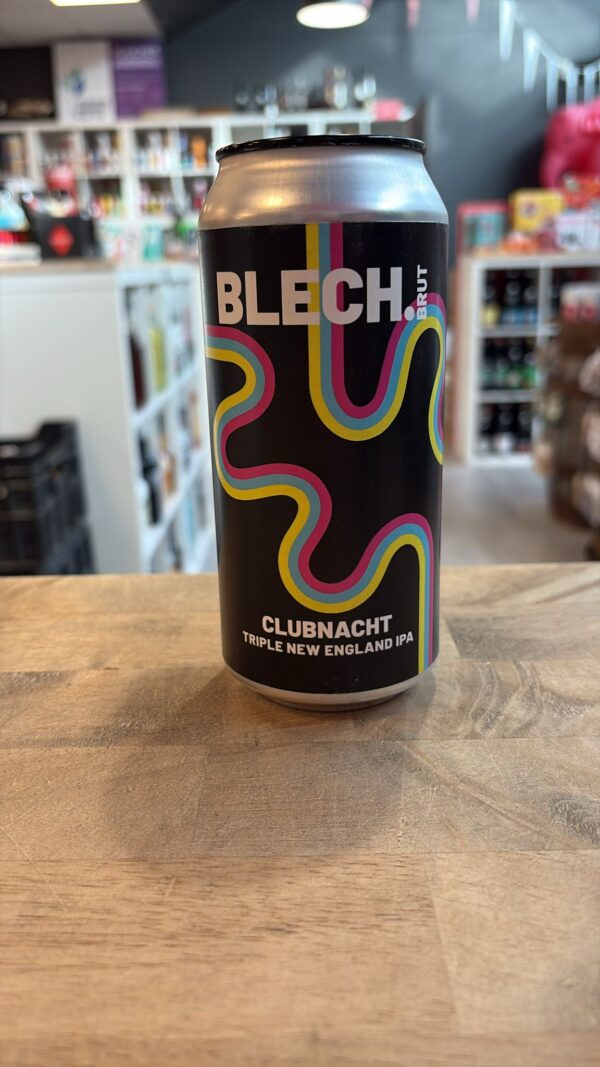 BLECH.
BRUT
CLUBNACHT
TRIPLE NEW ENGLAND IPA